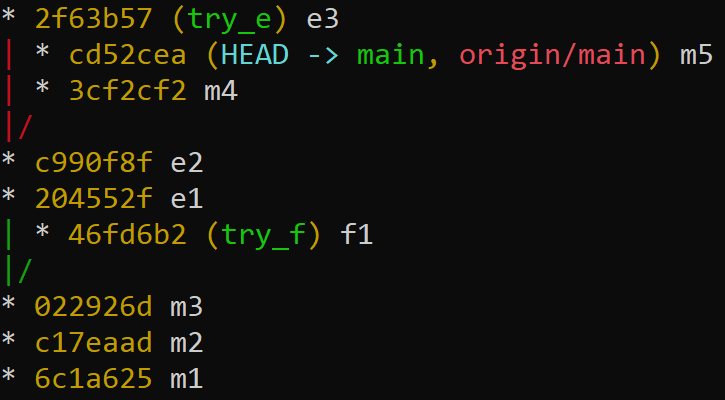 * 2f63b57 (try_e) e3
| * cd52cea (HEAD -> main, origin/main) m5
| * 3cf2cf2 m4
|/
* c990f8f e2
* 204552f e1
| * 46fd6b2 (try_f) f1
|/
* 022926d m3
* c17eaad m2
* 6c1a625 m1